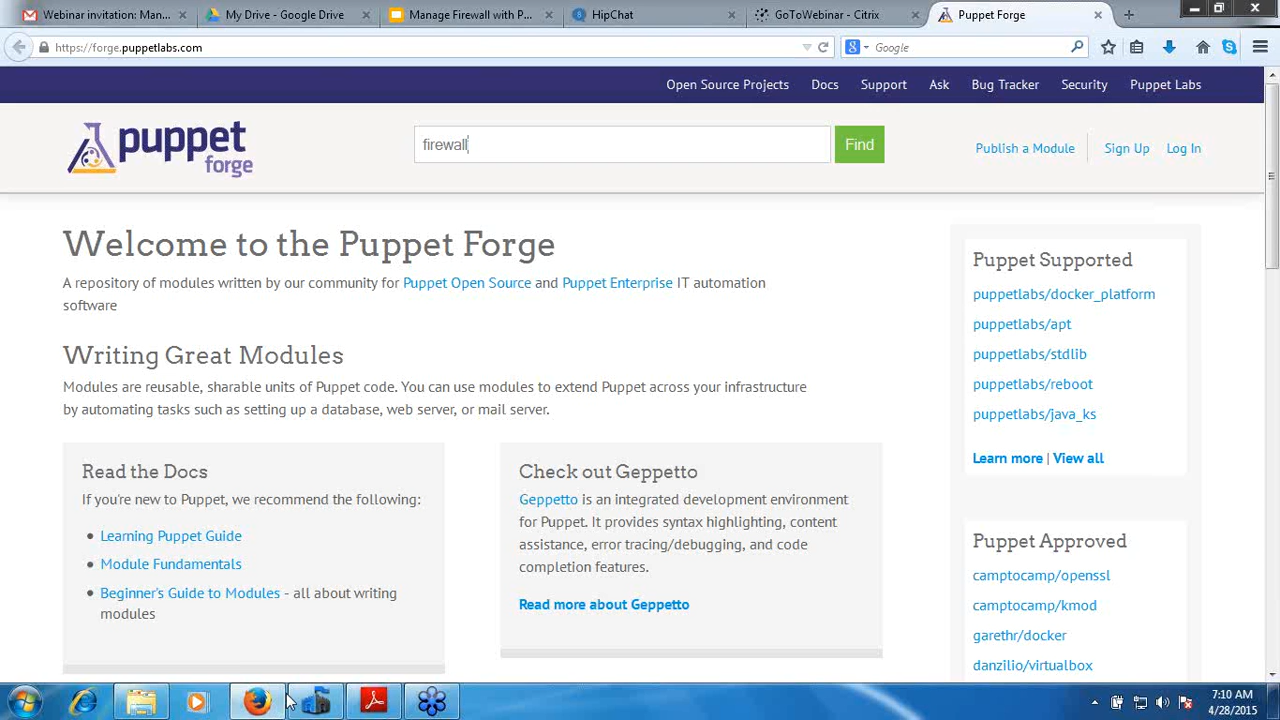 Webinar invitation: Man...
My Drive - Google Drive
Manage Firewall with P...
HipChat
GoToWebinar - Citrix
Puppet Forge
https://forge.puppetlabs.com
Google
Open Source Projects Docs Support Ask Bug Tracker Security Puppet Labs
puppet
forge
firewall
Find
Publish a Module
Sign Up
Log In
Welcome to the Puppet Forge
A repository of modules written by our community for Puppet Open Source and Puppet Enterprise IT automation
software
Writing Great Modules
Modules are reusable, sharable units of Puppet code. You can use modules to extend Puppet across your infrastructure
by automating tasks such as setting up a database, web server, or mail server.
Read the Docs
If you're new to Puppet, we recommend the following:
Learning Puppet Guide
Module Fundamentals
Beginner's Guide to Modules - all about writing
modules
Check out Geppetto
Geppetto is an integrated development environment
for Puppet. It provides syntax highlighting, content
assistance, error tracing/debugging, and code
completion features.
Read more about Geppetto
Puppet Supported
puppetlabs/docker_platform
puppetlabs/apt
puppetlabs/stdlib
puppetlabs/reboot
puppetlabs/java_ks
Learn more | View all
Puppet Approved
camptocamp/openssl
camptocamp/kmod
garethr/docker
danzilio/virtualbox
7:10 AM
4/28/2015